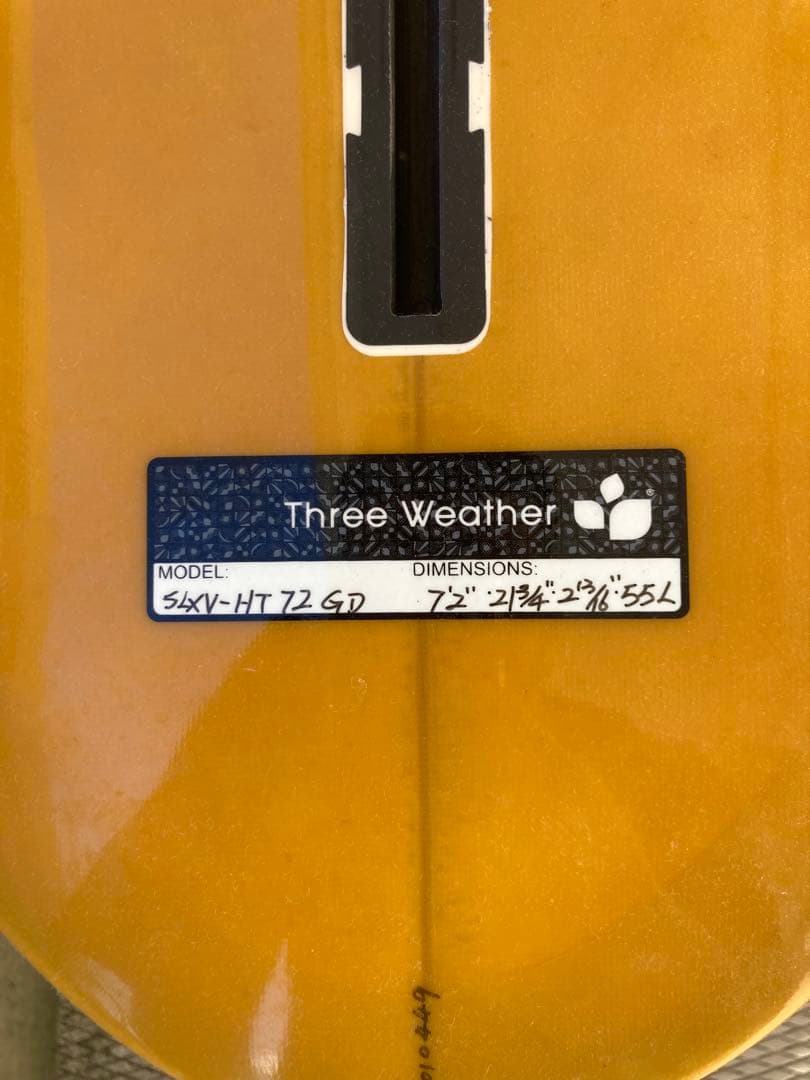 Three Weather ®
MODEL: DIMENSIONS:
SLXV-HT 72 GD 7'2"·21 3/4"·2 13/16"·55L